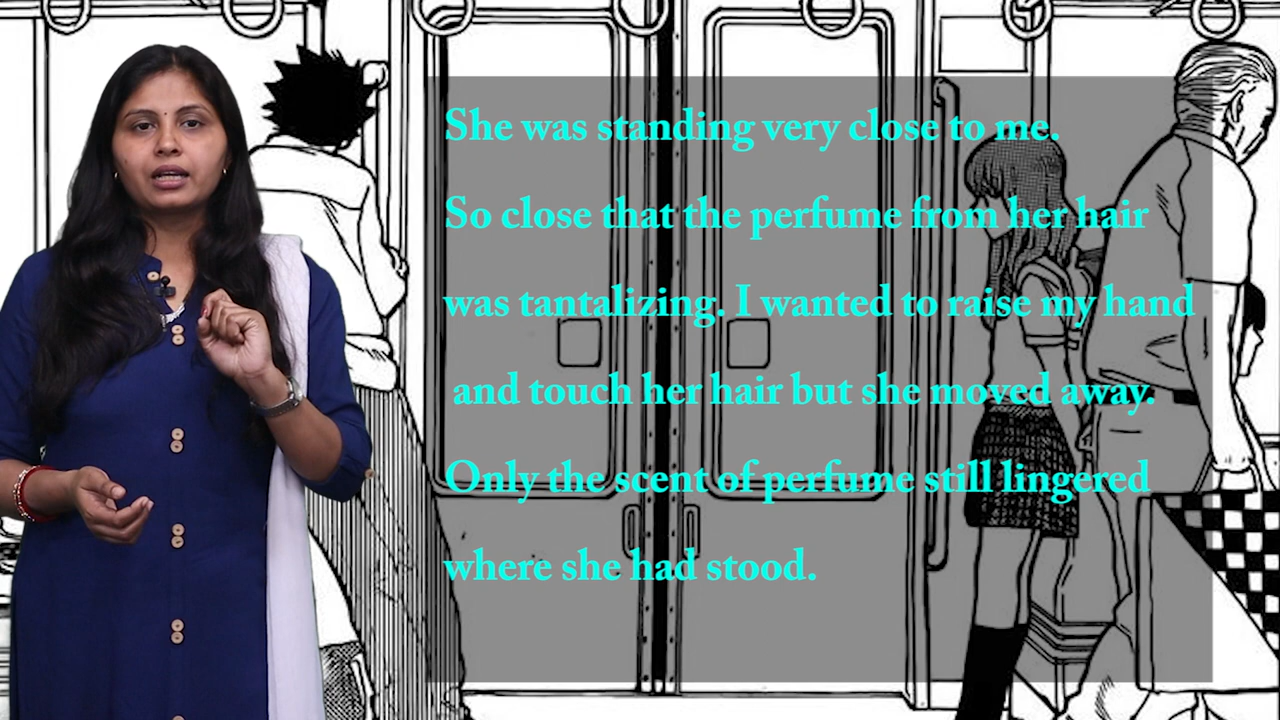 She was standing very close to me.
So close that the perfume from her hair
was tantalizing. I wanted to raise my hand
and touch her hair but she moved away.
Only the scent of perfume still lingered
where she had stood.